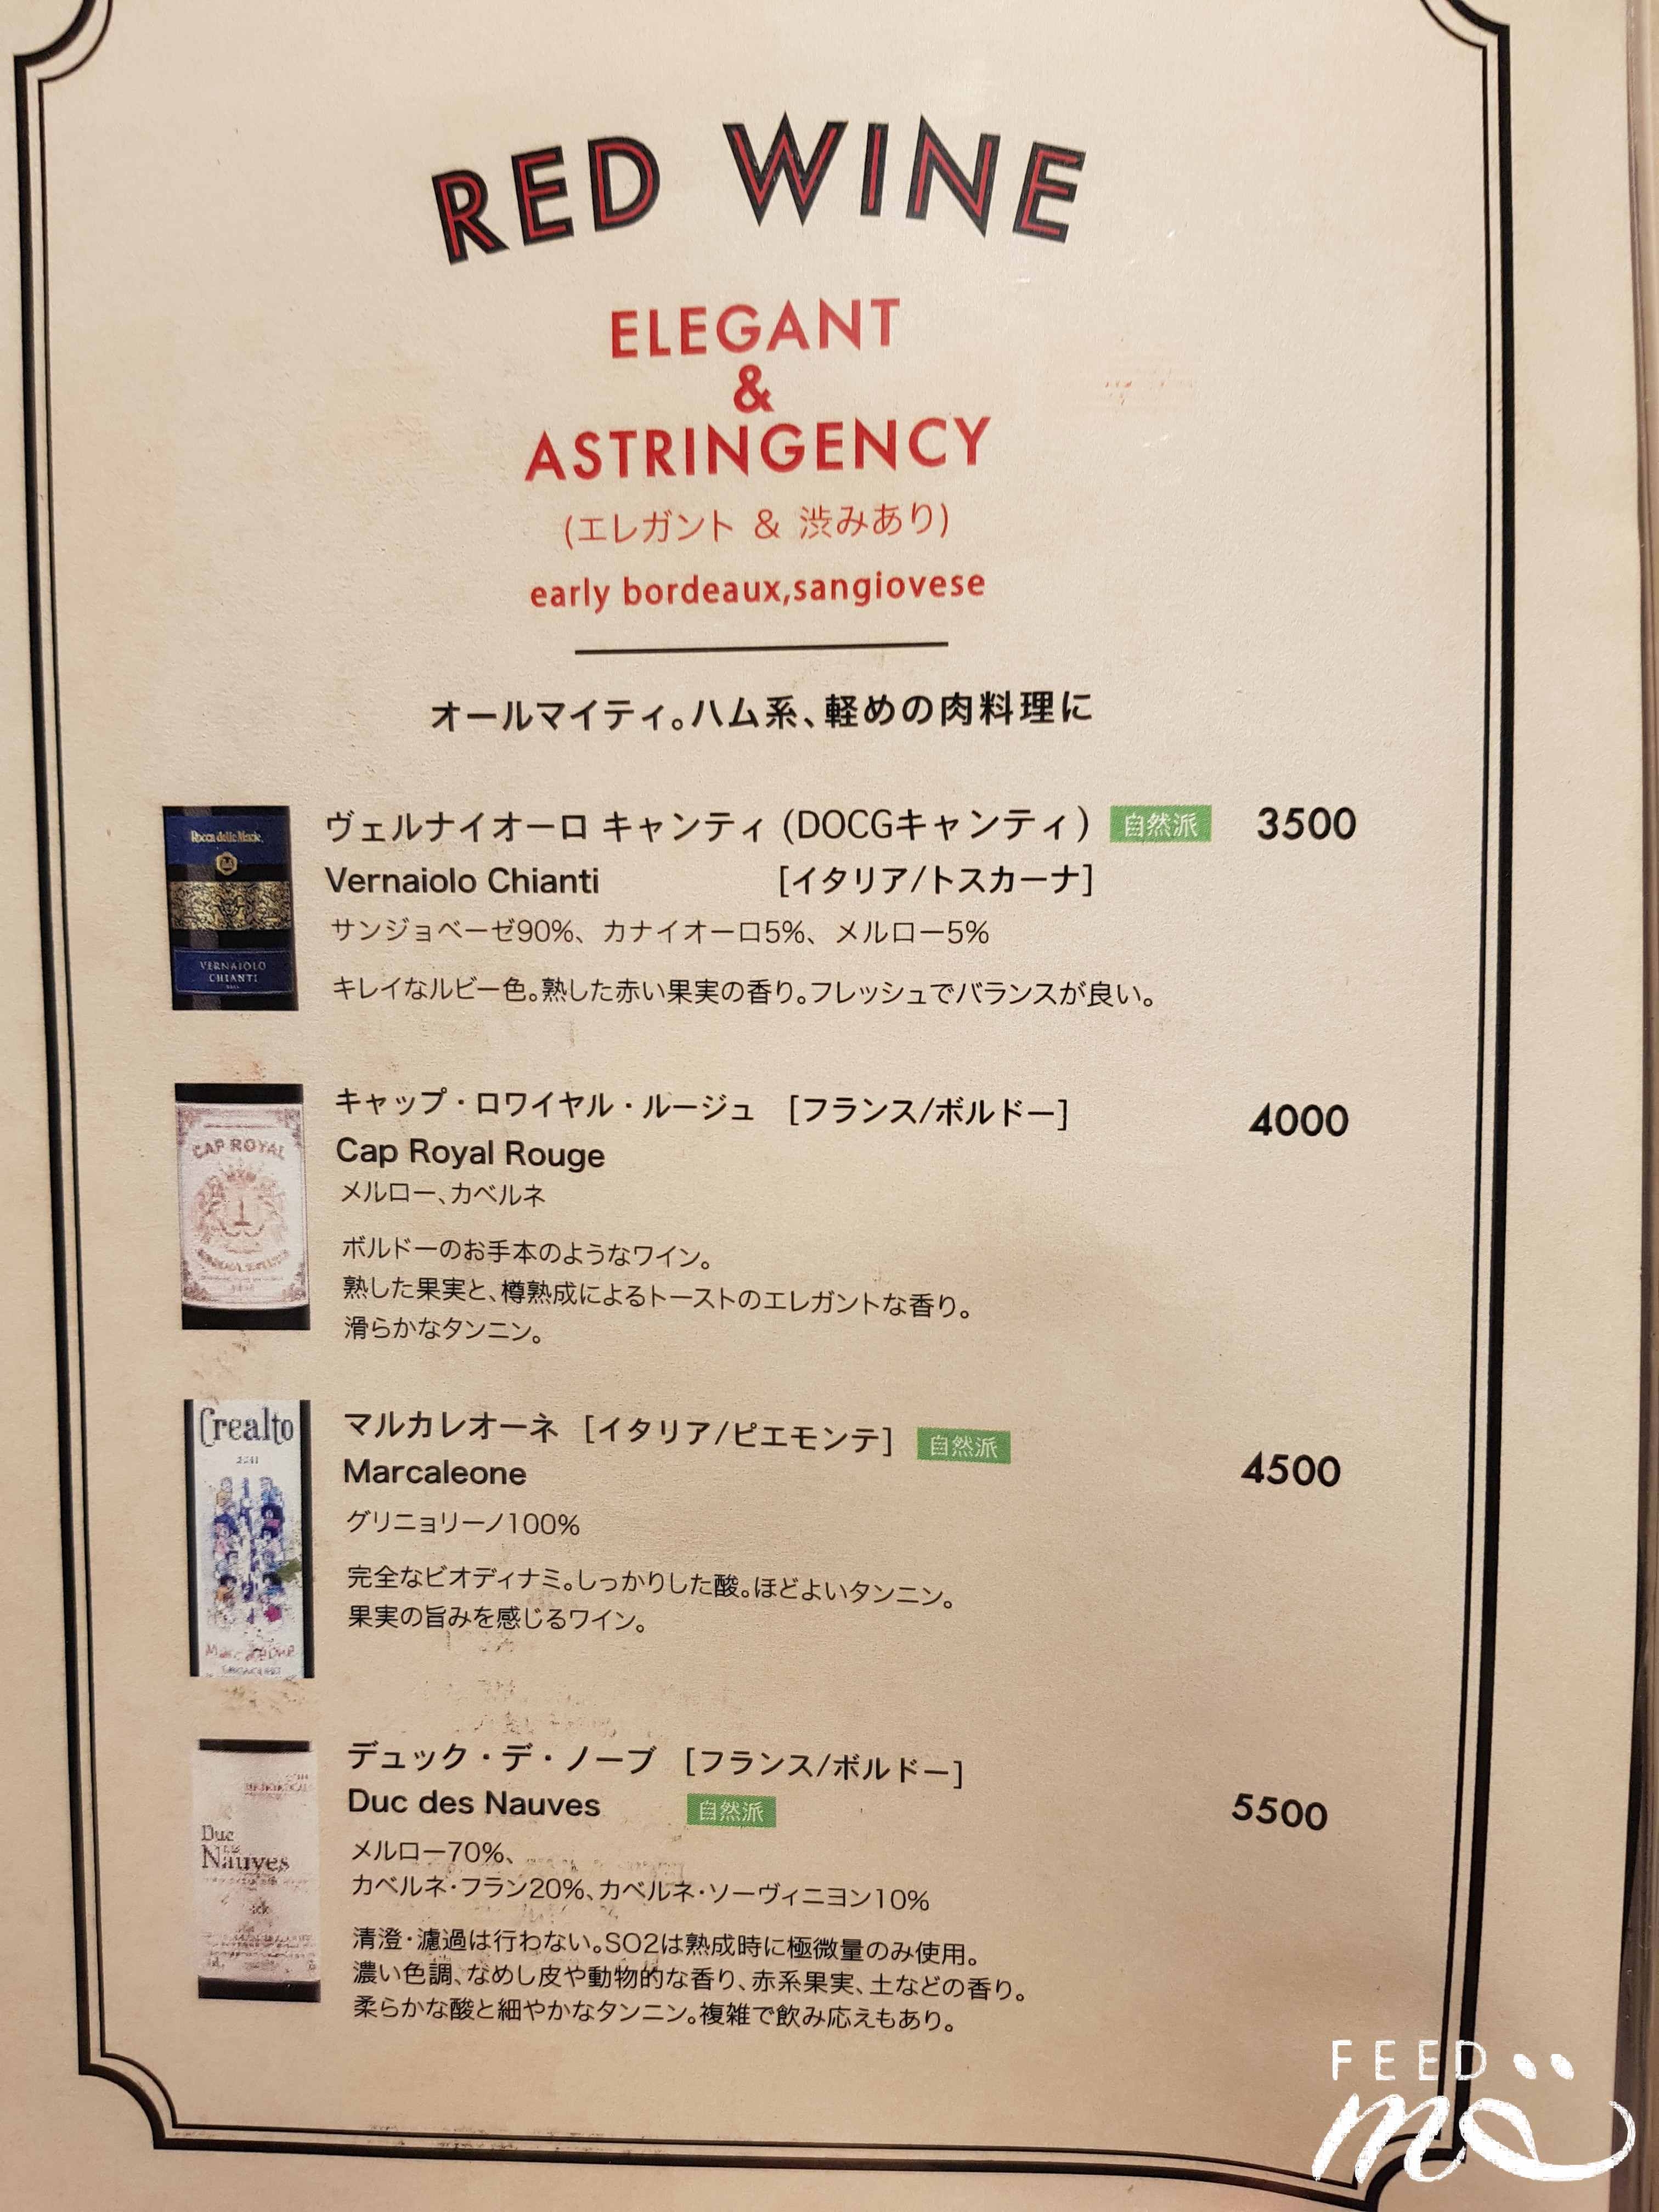 RED WINE
ELEGANT
&
ASTRINGENCY
(エレガント & 渋みあり)
early bordeaux,sangiovese
オールマイティ。ハム系、軽めの肉料理に
Rocca delle Macie
VERNAIOLO
CHIANTI
ヴェルナイオーロ キャンティ (DOCGキャンティ) 自然派 3500
Vernaiolo Chianti [イタリア/トスカーナ]
サンジョベーゼ90%、カナイオーロ5%、メルロー5%
キレイなルビー色。熟した赤い果実の香り。フレッシュでバランスが良い。
CAP ROYAL
キャップ・ロワイヤル・ルージュ [フランス/ボルドー] 4000
Cap Royal Rouge
メルロー、カベルネ
ボルドーのお手本のようなワイン。
熟した果実と、樽熟成によるトーストのエレガントな香り。
滑らかなタンニン。
Crealto
マルカレオーネ [イタリア/ピエモンテ] 自然派 4500
Marcaleone
グリニョリーノ100%
完全なビオディナミ。しっかりした酸。ほどよいタンニン。
果実の旨みを感じるワイン。
Duc
Nauves
デュック・デ・ノーブ [フランス/ボルドー]
Duc des Nauves 自然派 5500
メルロー70%、
カベルネ・フラン20%、カベルネ・ソーヴィニヨン10%
清澄・濾過は行わない。SO2は熟成時に極微量のみ使用。
濃い色調、なめし皮や動物的な香り、赤系果実、土などの香り。
柔らかな酸と細やかなタンニン。複雑で飲み応えもあり。
FEED